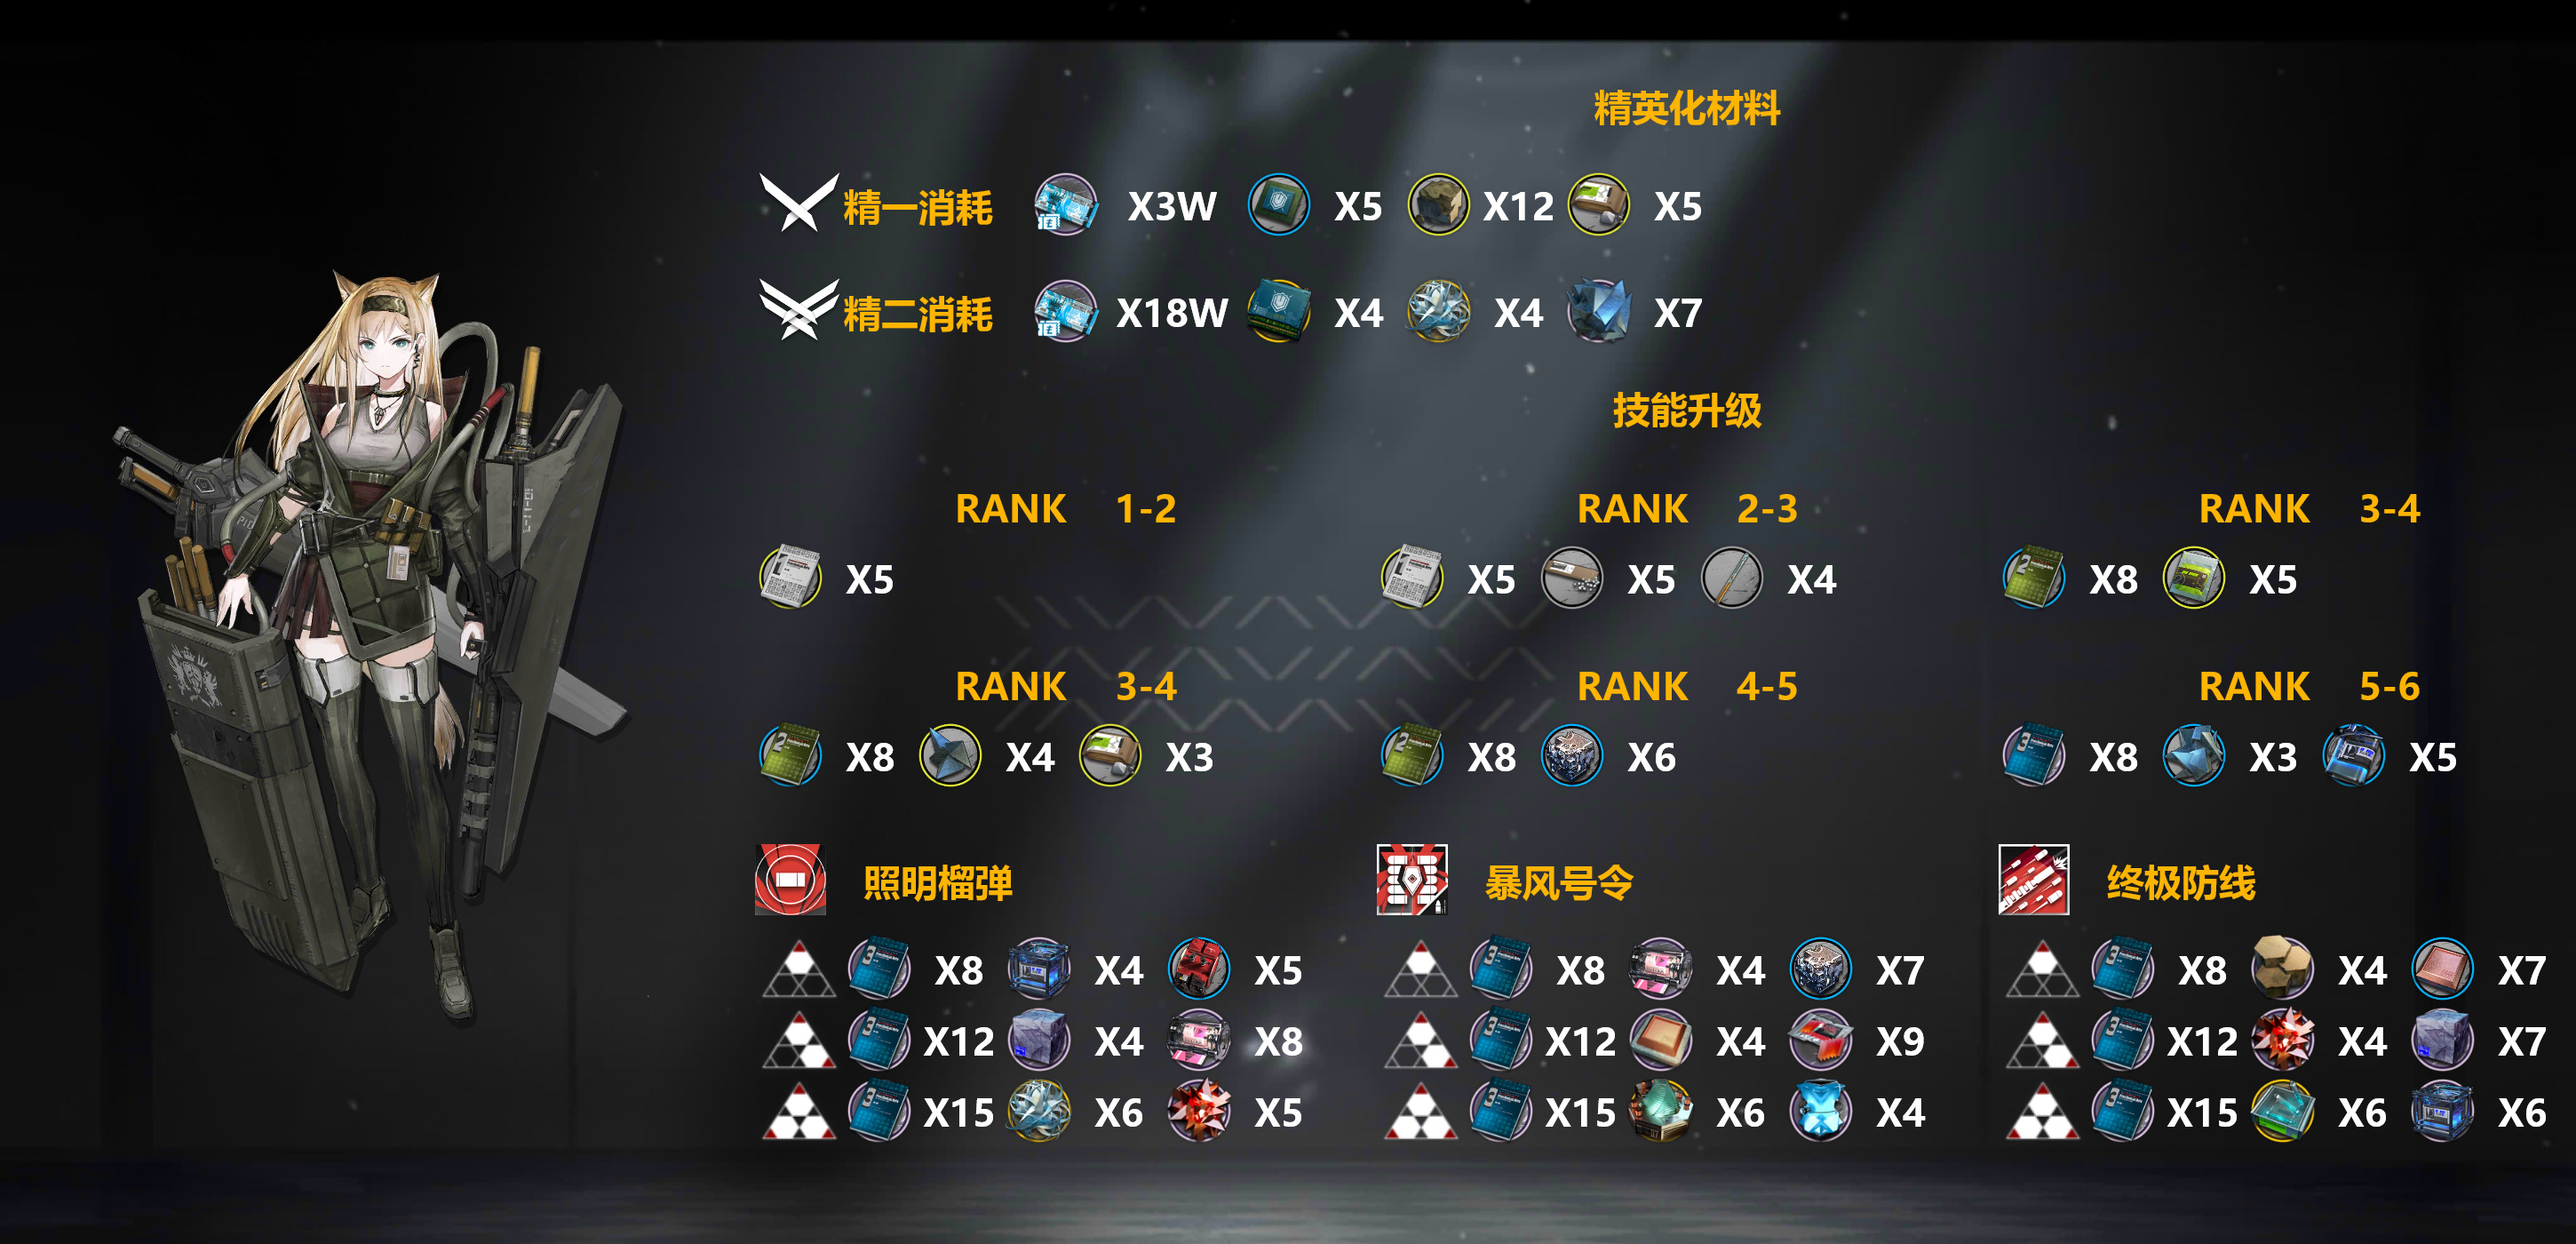 精英化材料
精一消耗 X3W X5 X12 X5
精二消耗 X18W X4 X4 X7
技能升级
RANK 1-2 RANK 2-3 RANK 3-4
X5 X5 X5 X4 X8 X5
RANK 3-4 RANK 4-5 RANK 5-6
X8 X4 X3 X8 X6 X8 X3 X5
照明榴弹 暴风号令 终极防线
X8 X4 X5 X8 X4 X7 X8 X4 X7
X12 X4 X8 X12 X4 X9 X12 X4 X7
X15 X6 X5 X15 X6 X4 X15 X6 X6